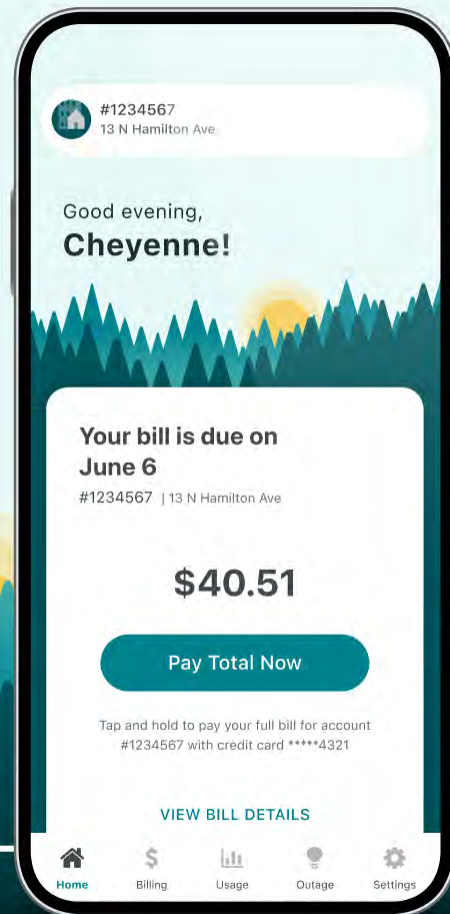 #1234567
13 N Hamilton Ave
Good evening,
Cheyenne!
Your bill is due on
June 6
#1234567 | 13 N Hamilton Ave
$40.51
Pay Total Now
Tap and hold to pay your full bill for account
#1234567 with credit card *****4321
VIEW BILL DETAILS
Home Billing Usage Outage Settings